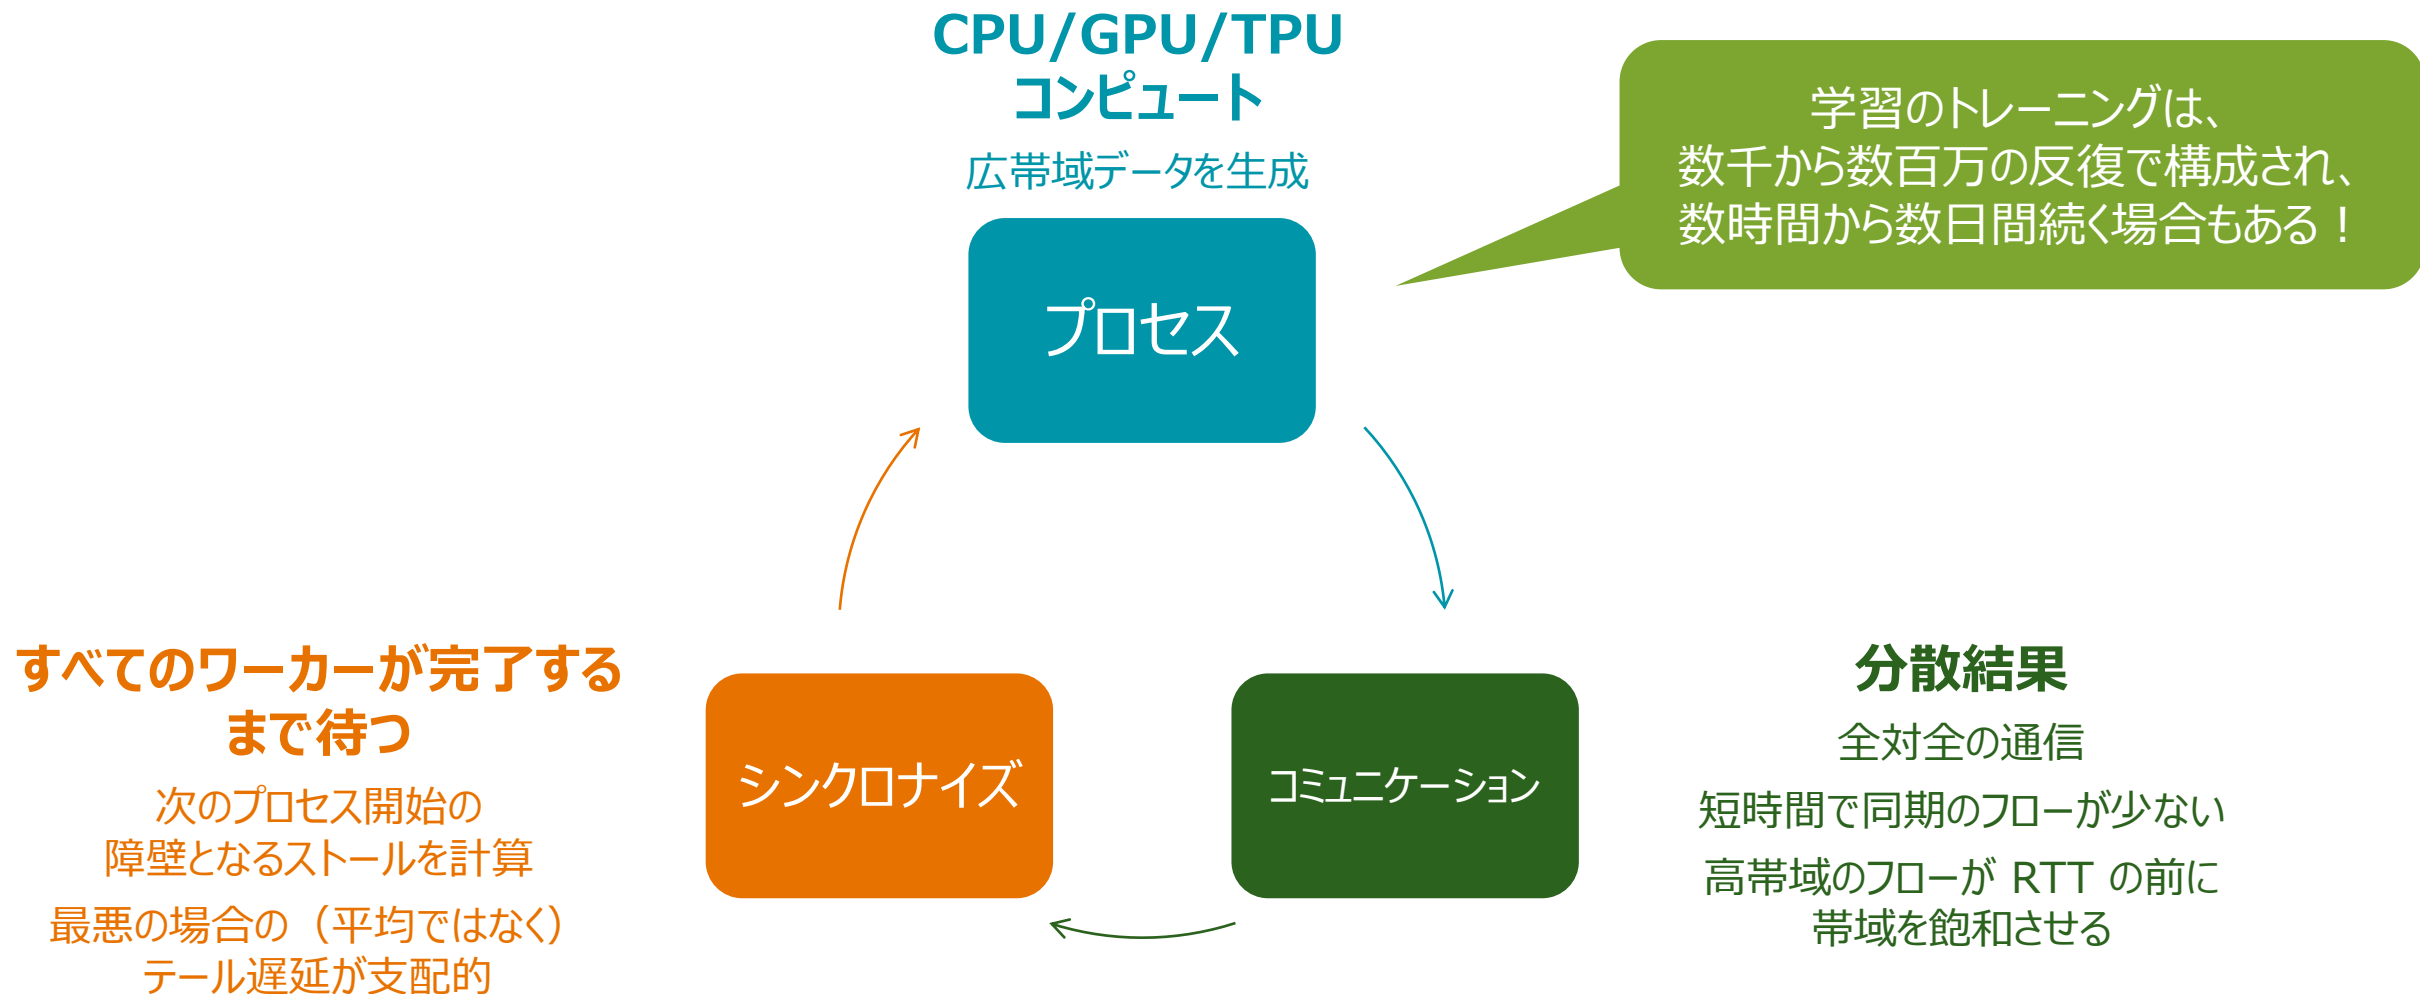 CPU/GPU/TPU
コンピュート
広帯域データを生成
学習のトレーニングは、
数千から数百万の反復で構成され、
数時間から数日間続く場合もある！
プロセス
すべてのワーカーが完了する
まで待つ
次のプロセス開始の
障壁となるストールを計算
最悪の場合の（平均ではなく）
テール遅延が支配的
シンクロナイズ
コミュニケーション
分散結果
全対全の通信
短時間で同期のフローが少ない
高帯域のフローが RTT の前に
帯域を飽和させる